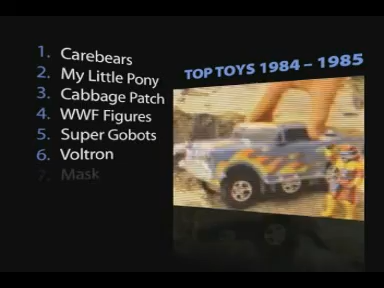 TOP TOYS 1984 – 1985
1. Carebears
2. My Little Pony
3. Cabbage Patch
4. WWF Figures
5. Super Gobots
6. Voltron
7. Mask